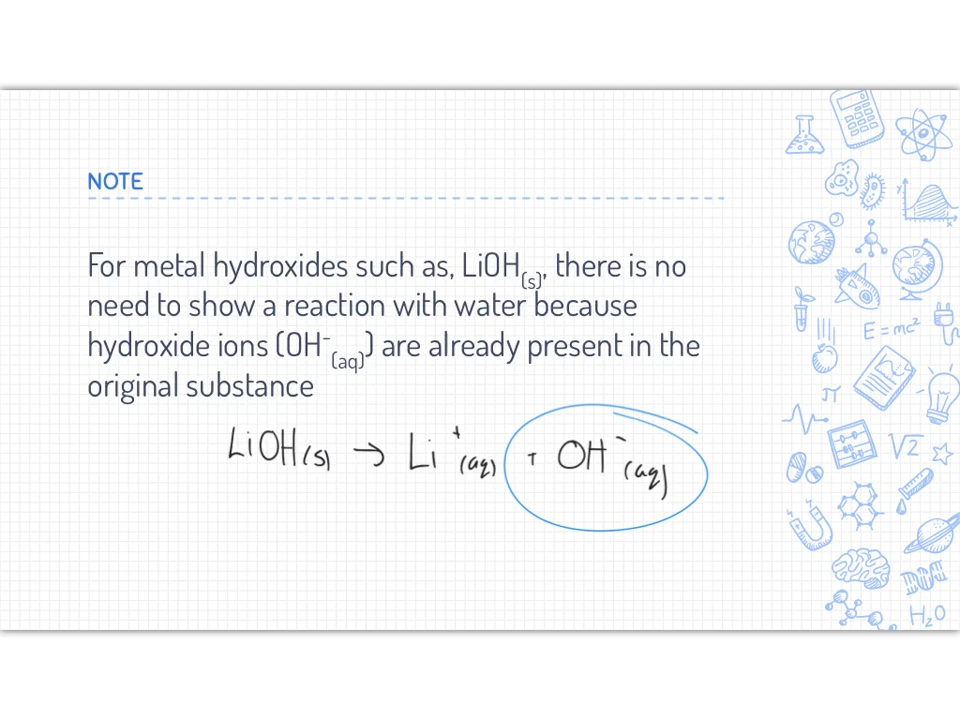 NOTE
For metal hydroxides such as, LiOH(s), there is no
need to show a reaction with water because
hydroxide ions (OH⁻(aq)) are already present in the
original substance
LiOH(s) → Li⁺(aq) + OH⁻(aq)
y
x
E=mc²
π
√2
H₂O